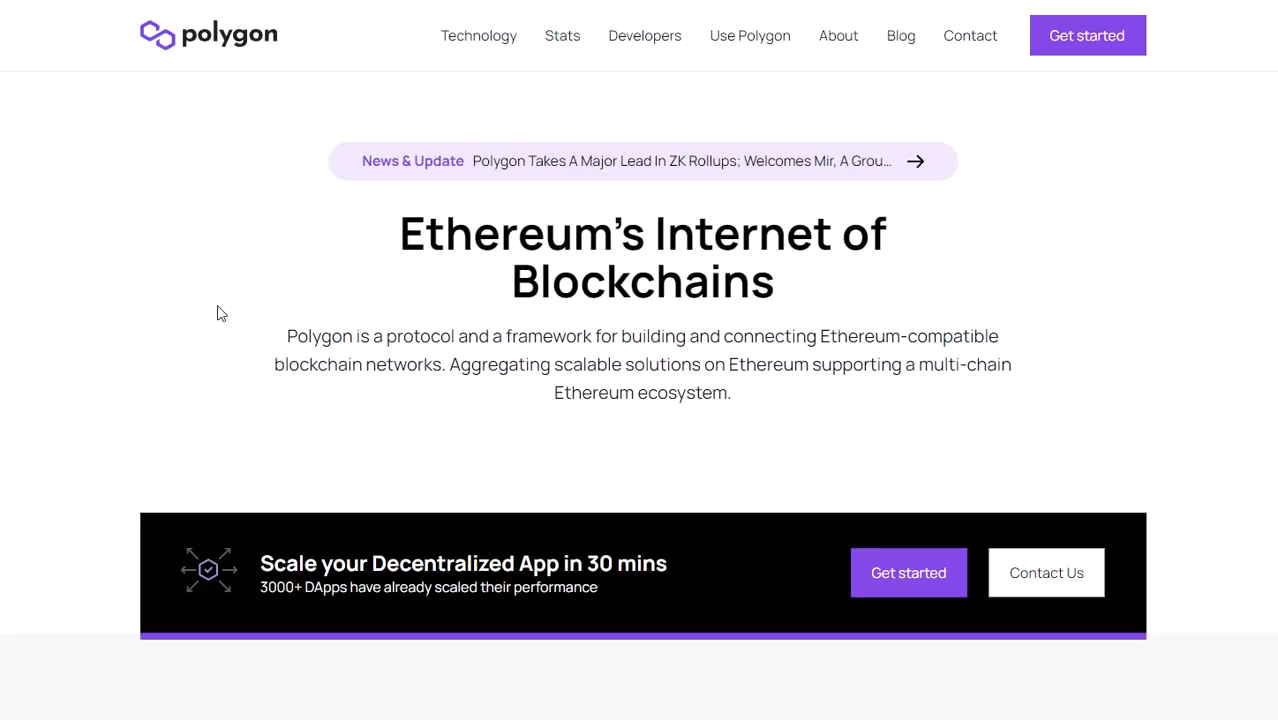 polygon
Technology
Stats
Developers
Use Polygon
About
Blog
Contact
Get started
News & Update Polygon Takes A Major Lead In ZK Rollups; Welcomes Mir, A Grou...
Ethereum's Internet of
Blockchains
Polygon is a protocol and a framework for building and connecting Ethereum-compatible
blockchain networks. Aggregating scalable solutions on Ethereum supporting a multi-chain
Ethereum ecosystem.
Scale your Decentralized App in 30 mins
3000+ DApps have already scaled their performance
Get started
Contact Us